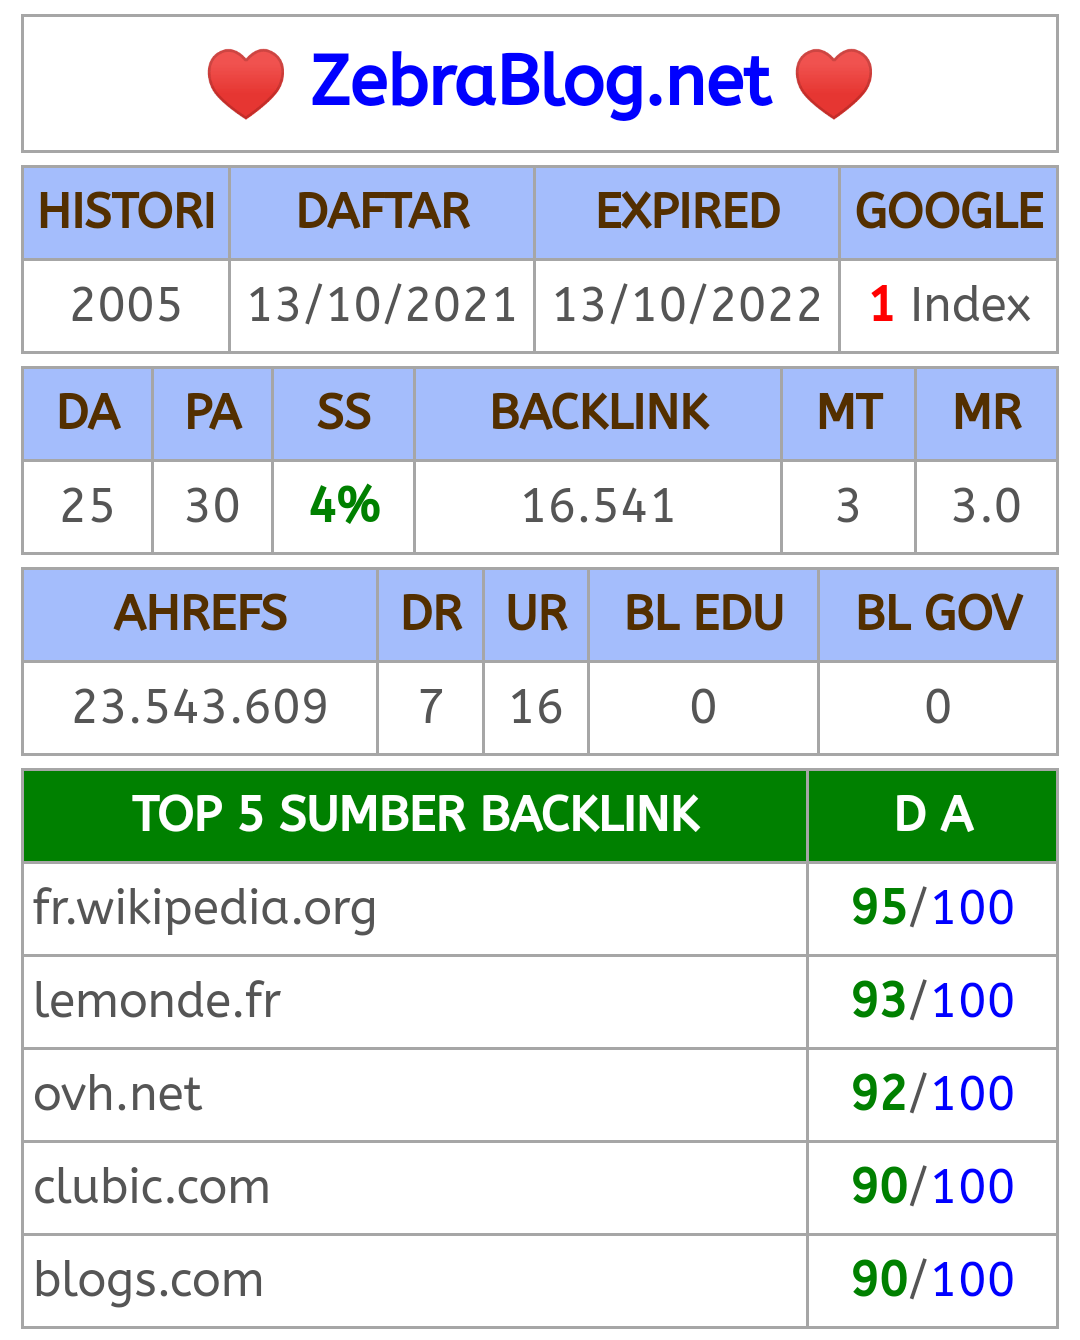 ❤️ ZebraBlog.net ❤️
HISTORI DAFTAR EXPIRED GOOGLE
2005 13/10/2021 13/10/2022 1 Index
DA PA SS BACKLINK MT MR
25 30 4% 16.541 3 3.0
AHREFS DR UR BL EDU BL GOV
23.543.609 7 16 0 0
TOP 5 SUMBER BACKLINK D A
fr.wikipedia.org 95/100
lemonde.fr 93/100
ovh.net 92/100
clubic.com 90/100
blogs.com 90/100